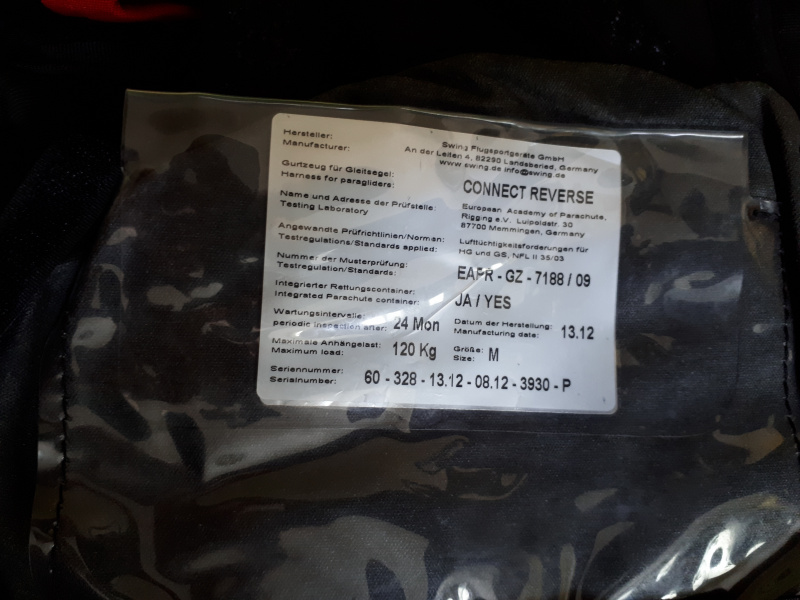 Hersteller:
Manufacturer:
Swing Flugsportgeräte GmbH
An der Leiten 4, 82290 Landsberied, Germany
www.swing.de info@swing.de
Gurtzeug für Gleitsegel:
Harness for paragliders:
CONNECT REVERSE
Name und Adresse der Prüfstelle:
Testing Laboratory
European Academy of Parachute,
Rigging e.V. Luipoldstr. 30
87700 Memmingen, Germany
Angewandte Prüfrichtlinien/Normen:
Testregulations/Standards applied:
Lufttüchtigkeitsforderungen für
HG und GS, NFL II 35/03
Nummer der Musterprüfung:
Testregulation/Standards:
EAPR - GZ - 7188 / 09
Integrierter Rettungscontainer:
Integrated Parachute container:
JA / YES
Wartungsintervalle:
periodic inspection after:
24 Mon
Datum der Herstellung:
Manufacturing date:
13.12
Maximale Anhängelast:
Maximum load:
120 Kg
Größe:
Size:
M
Seriennummer:
Serialnumber:
60 - 328 - 13.12 - 08.12 - 3930 - P